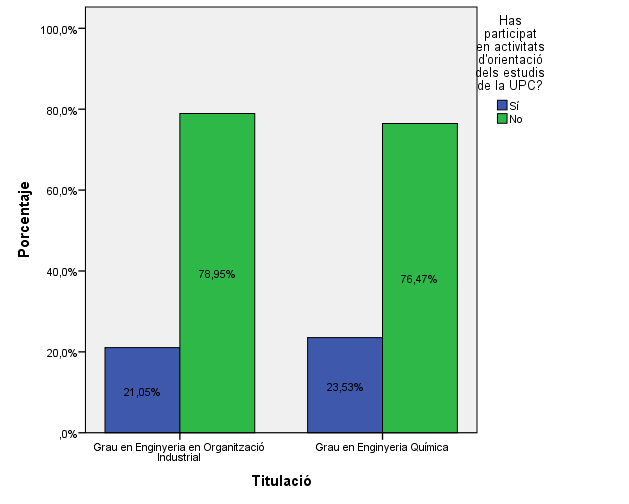 Has
participat
en activitats
d'orientació
dels estudis
de la UPC?
Sí
No
100,0%
80,0%
60,0%
40,0%
20,0%
,0%
Porcentaje
78,95%
76,47%
21,05%
23,53%
Grau en Enginyeria en Organització
Industrial
Grau en Enginyeria Química
Titulació